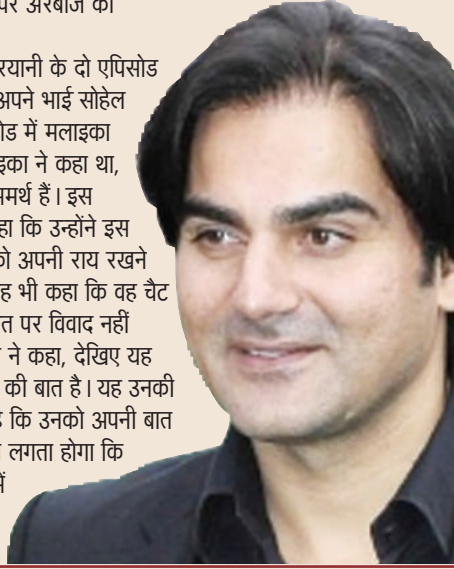 पर अरबाज का
रयानी के दो एपिसोड
अपने भाई सोहेल
ोड में मलाइका
इका ने कहा था,
समर्थ हैं। इस
हा कि उन्होंने इस
को अपनी राय रखने
ह भी कहा कि वह चैट
त पर विवाद नहीं
ने कहा, देखिए यह
की बात है। यह उनकी
कि उनको अपनी बात
लगता होगा कि
में